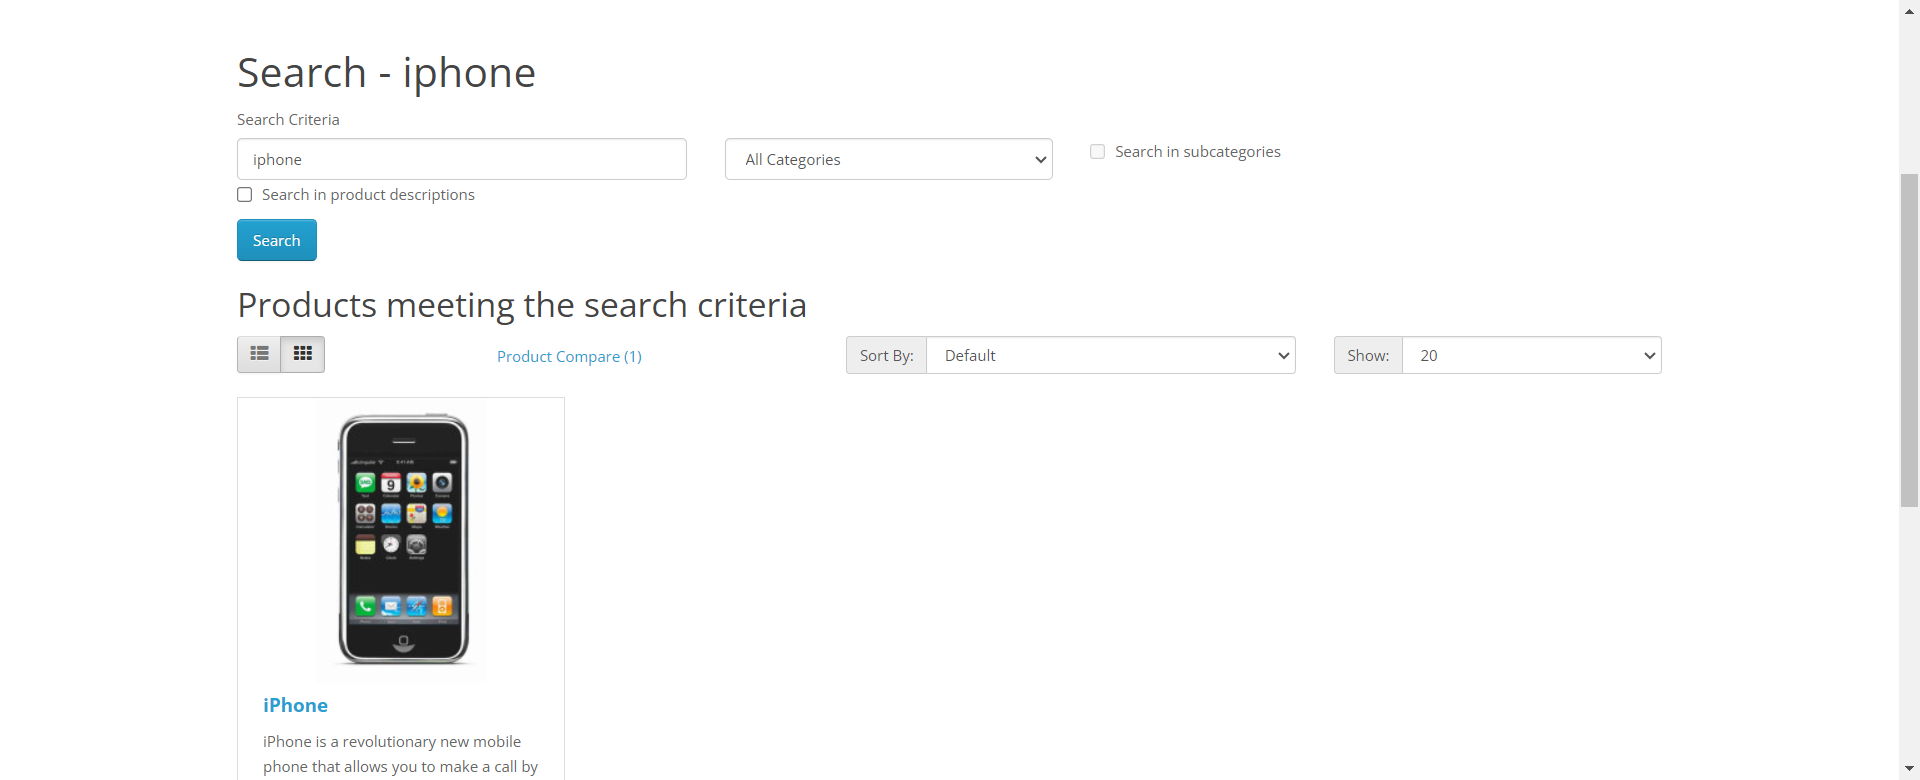 Search - iphone
Search Criteria
iphone
All Categories
Search in subcategories
Search in product descriptions
Search
Products meeting the search criteria
Product Compare (1)
Sort By:
Default
Show:
20
9
iPhone
iPhone is a revolutionary new mobile
phone that allows you to make a call by